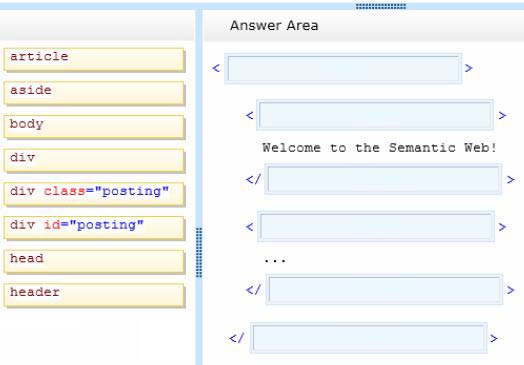 Answer Area
article
aside
body
div
div class="posting"
div id="posting"
head
header
< >
< >
Welcome to the Semantic Web!
</ >
< >
...
</ >
</ >